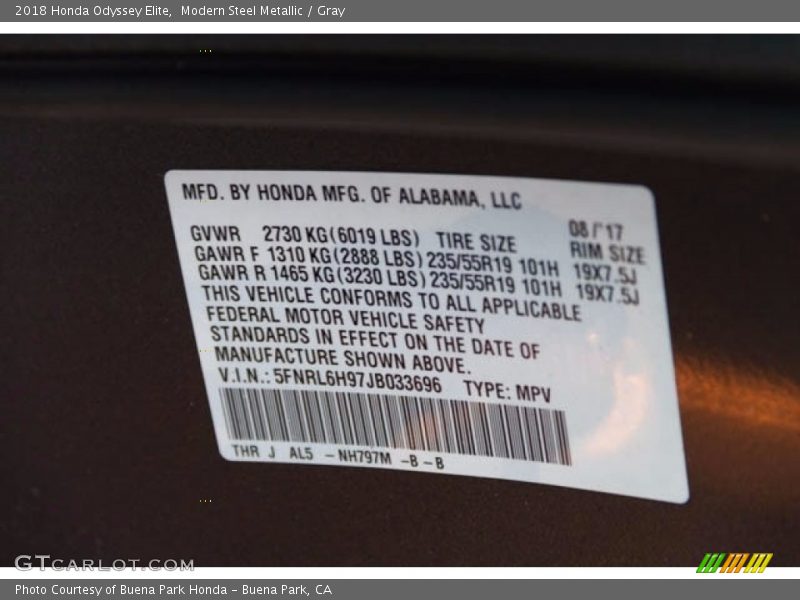 2018 Honda Odyssey Elite, Modern Steel Metallic / Gray
MFD. BY HONDA MFG. OF ALABAMA, LLC
08/'17
GVWR 2730 KG(6019 LBS) TIRE SIZE RIM SIZE
GAWR F 1310 KG(2888 LBS) 235/55R19 101H 19X7.5J
GAWR R 1465 KG(3230 LBS) 235/55R19 101H 19X7.5J
THIS VEHICLE CONFORMS TO ALL APPLICABLE
FEDERAL MOTOR VEHICLE SAFETY
STANDARDS IN EFFECT ON THE DATE OF
MANUFACTURE SHOWN ABOVE.
V.I.N.: 5FNRL6H97JB033696 TYPE: MPV
THR J AL5 - NH797M - B - B
GTCARLOT.COM
Photo Courtesy of Buena Park Honda - Buena Park, CA